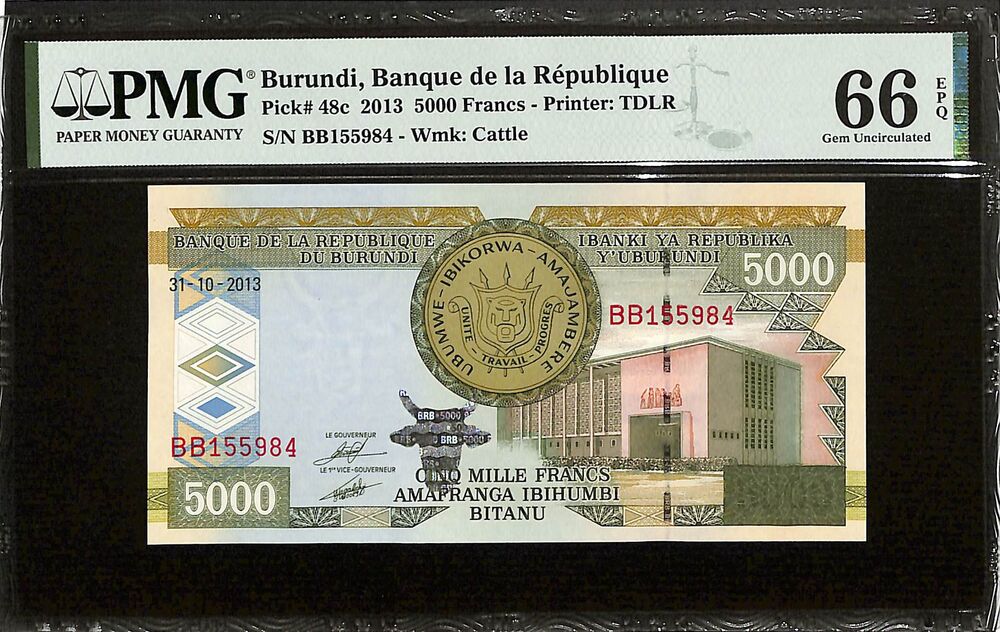 PMG®
PAPER MONEY GUARANTY
Burundi, Banque de la République
Pick# 48c 2013 5000 Francs - Printer: TDLR
S/N BB155984 - Wmk: Cattle
66
EPQ
Gem Uncirculated
BANQUE DE LA REPUBLIQUE
DU BURUNDI
IBANKI YA REPUBLIKA
Y'UBURUNDI
5000
31-10-2013
UBUMWE-IBIKORWA-AMAJAMBERE
UNITE - TRAVAIL - PROGRES
BB155984
BRB 5000
BRB 5000
BB155984
LE GOUVERNEUR
LE 1er VICE-GOUVERNEUR
5000
CINQ MILLE FRANCS
AMAFRANGA IBIHUMBI
BITANU